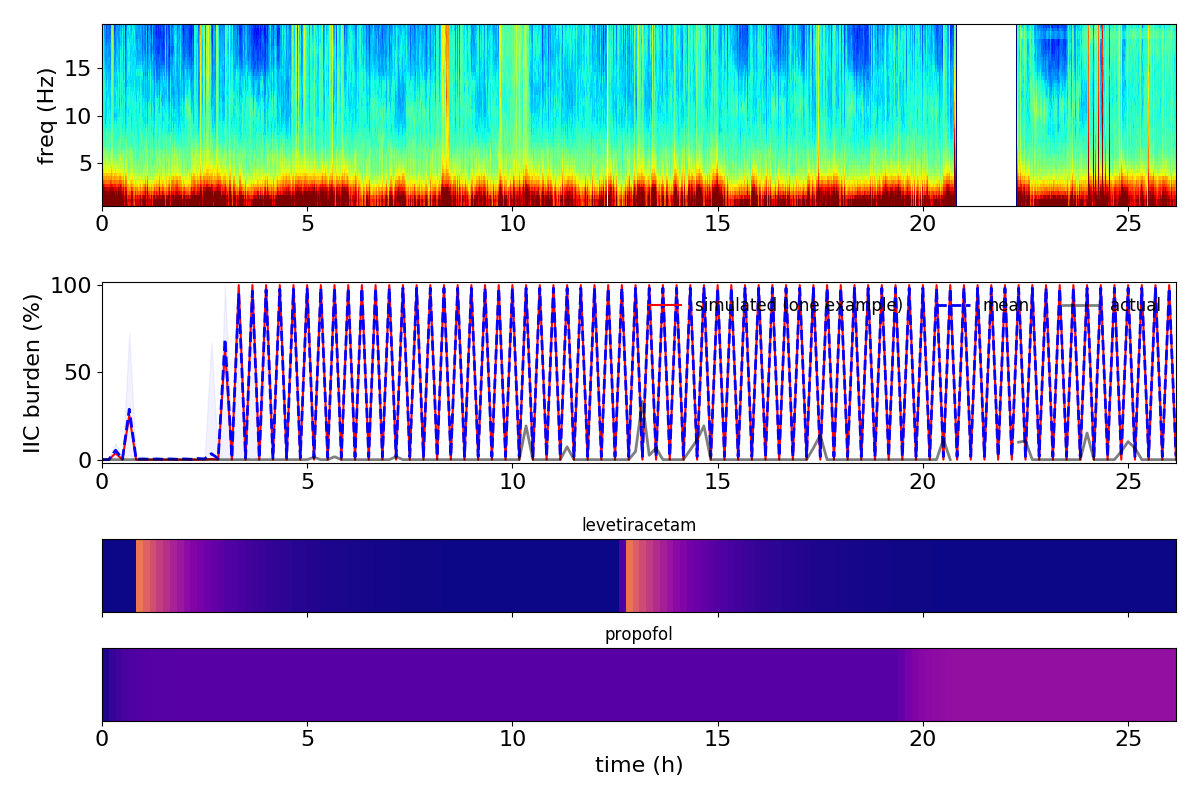 freq (Hz)
15
10
5
0 5 10 15 20 25
IIC burden (%)
100
50
0
simulated (one example) mean actual
0 5 10 15 20 25
levetiracetam
propofol
0 5 10 15 20 25
time (h)